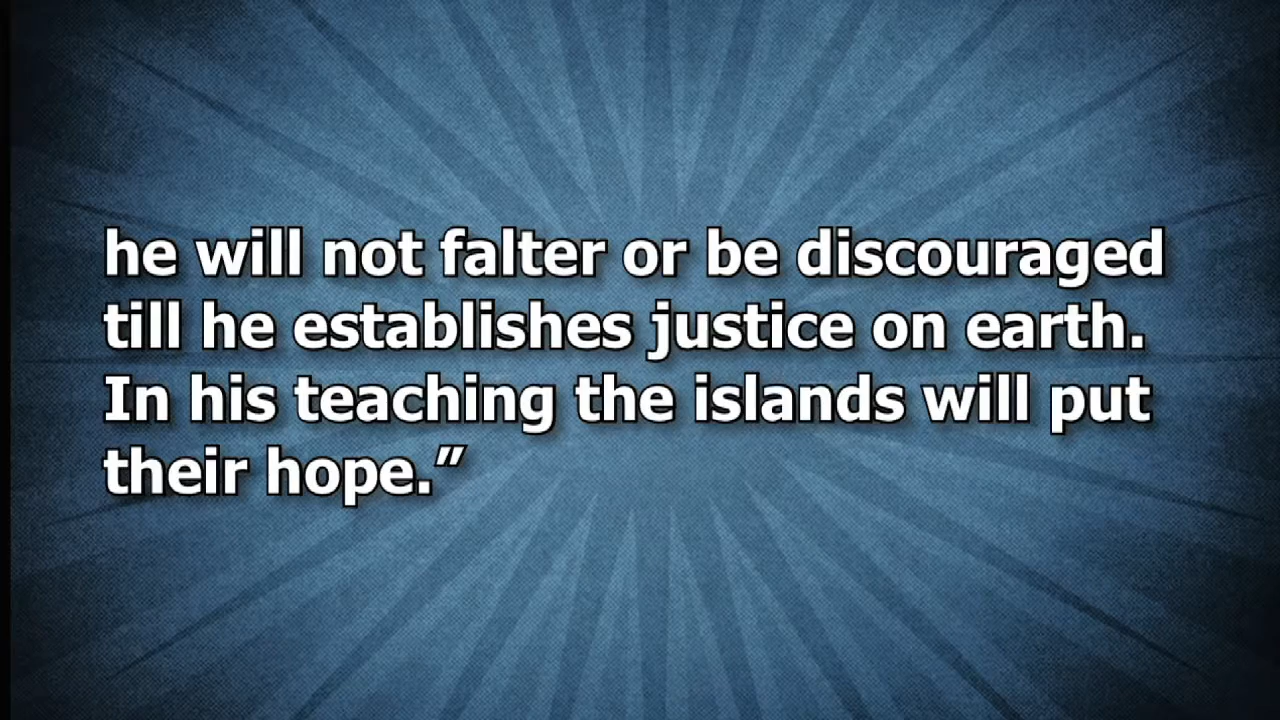 he will not falter or be discouraged
till he establishes justice on earth.
In his teaching the islands will put
their hope.”